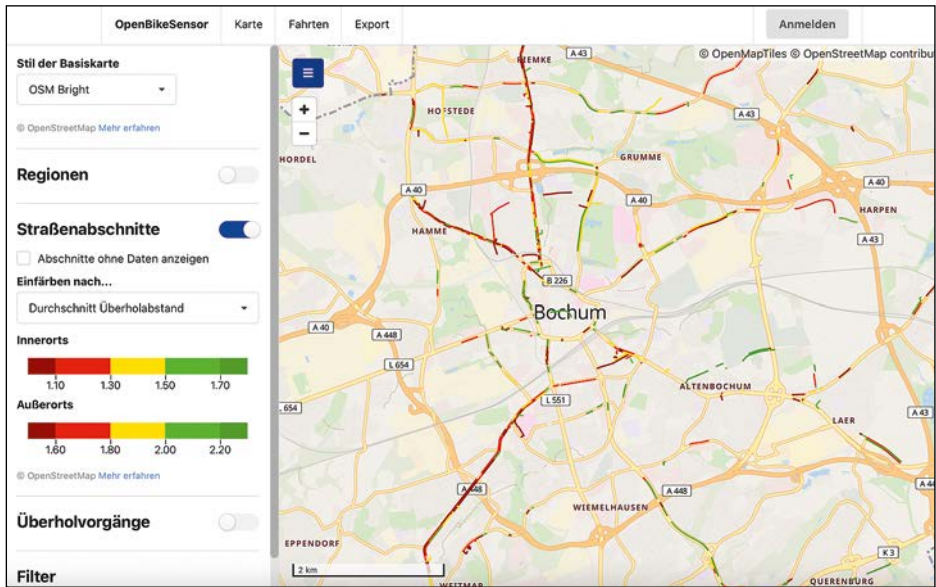 OpenBikeSensor Karte Fahrten Export Anmelden
Stil der Basiskarte
OSM Bright
© OpenStreetMap Mehr erfahren
Regionen
Straßenabschnitte
Abschnitte ohne Daten anzeigen
Einfärben nach...
Durchschnitt Überholabstand
Innerorts
1.10 1.30 1.50 1.70
Außerorts
1.60 1.80 2.00 2.20
© OpenStreetMap Mehr erfahren
Überholvorgänge
Filter
© OpenMapTiles © OpenStreetMap contribu
+
−
A 43
RIEMKE
HOFSTEDE
A 43
HORDEL
GRUMME
A 40
A 40
A 40
HARPEN
HAMME
A 43
B 226
Bochum
A 40
A 448
L 654
654
ALTENBOCHUM
L 551
A 43
LAER
A 448
A 448
A 44
WIEMELHAUSEN
EPPENDORF
K 3
2 km
WEITMAR
QUERENBURG